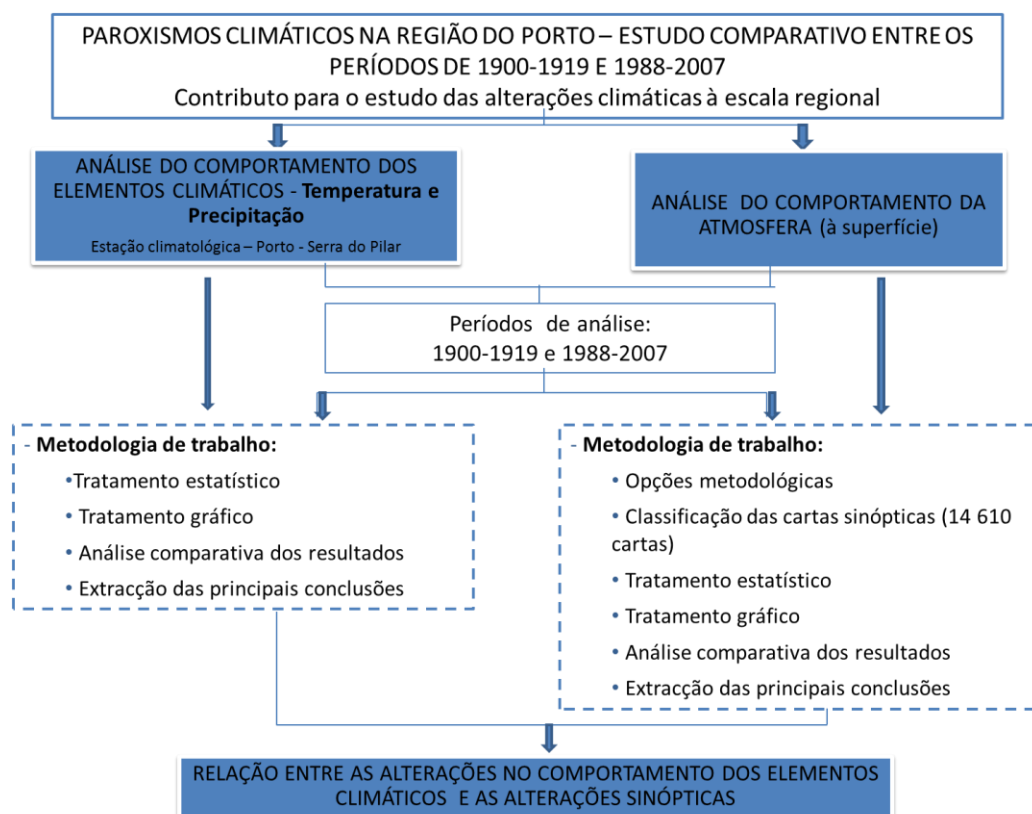 PAROXISMOS CLIMÁTICOS NA REGIÃO DO PORTO – ESTUDO COMPARATIVO ENTRE OS
PERÍODOS DE 1900-1919 E 1988-2007
Contributo para o estudo das alterações climáticas à escala regional
ANÁLISE DO COMPORTAMENTO DOS
ELEMENTOS CLIMÁTICOS - Temperatura e
Precipitação
Estação climatológica – Porto - Serra do Pilar
ANÁLISE DO COMPORTAMENTO DA
ATMOSFERA (à superfície)
Períodos de análise:
1900-1919 e 1988-2007
- Metodologia de trabalho:
•Tratamento estatístico
• Tratamento gráfico
• Análise comparativa dos resultados
• Extracção das principais conclusões
- Metodologia de trabalho:
• Opções metodológicas
• Classificação das cartas sinópticas (14 610
cartas)
• Tratamento estatístico
• Tratamento gráfico
• Análise comparativa dos resultados
• Extracção das principais conclusões
RELAÇÃO ENTRE AS ALTERAÇÕES NO COMPORTAMENTO DOS ELEMENTOS
CLIMÁTICOS E AS ALTERAÇÕES SINÓPTICAS